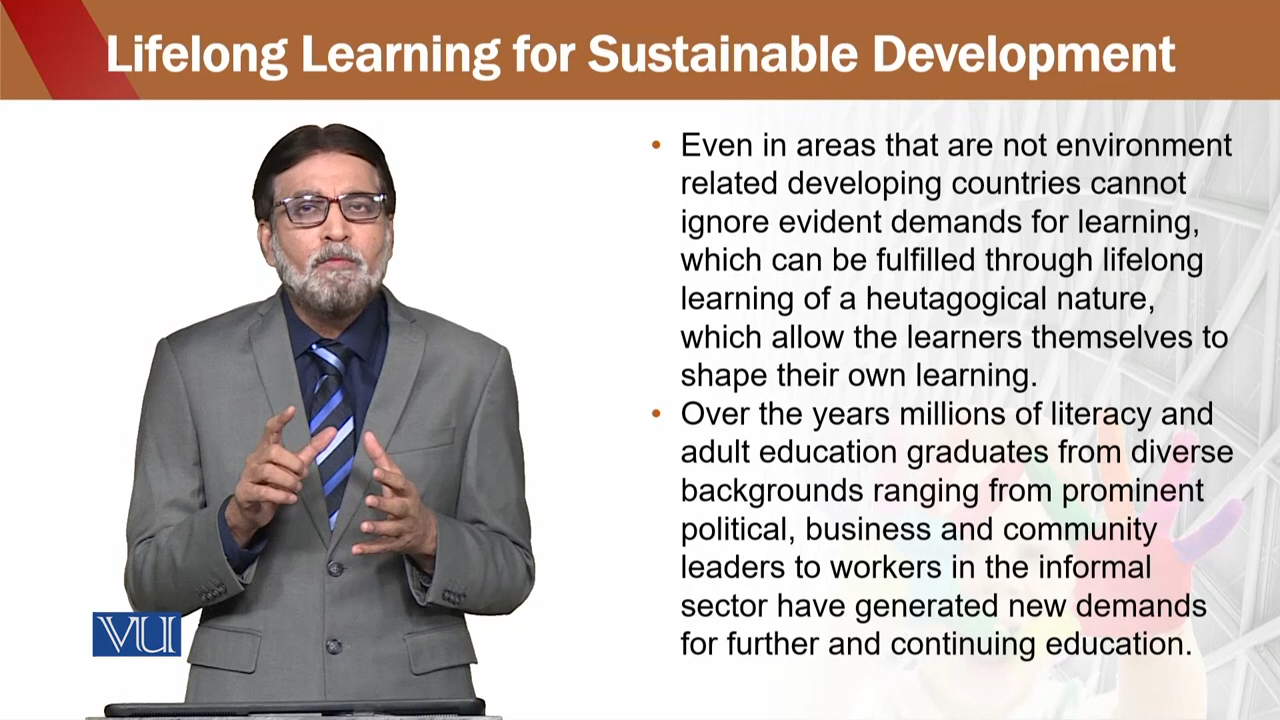 Lifelong Learning for Sustainable Development
• Even in areas that are not environment
related developing countries cannot
ignore evident demands for learning,
which can be fulfilled through lifelong
learning of a heutagogical nature,
which allow the learners themselves to
shape their own learning.
• Over the years millions of literacy and
adult education graduates from diverse
backgrounds ranging from prominent
political, business and community
leaders to workers in the informal
sector have generated new demands
for further and continuing education.
VU